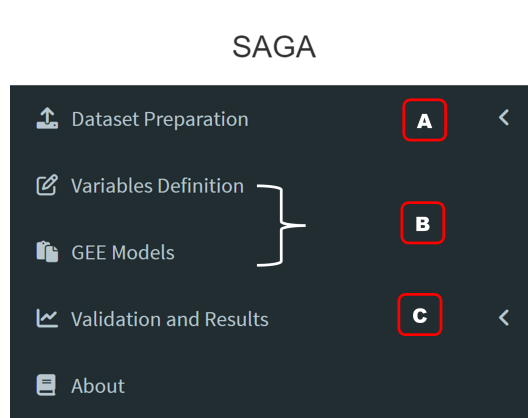 SAGA
Dataset Preparation A
Variables Definition
B
GEE Models
Validation and Results C
About